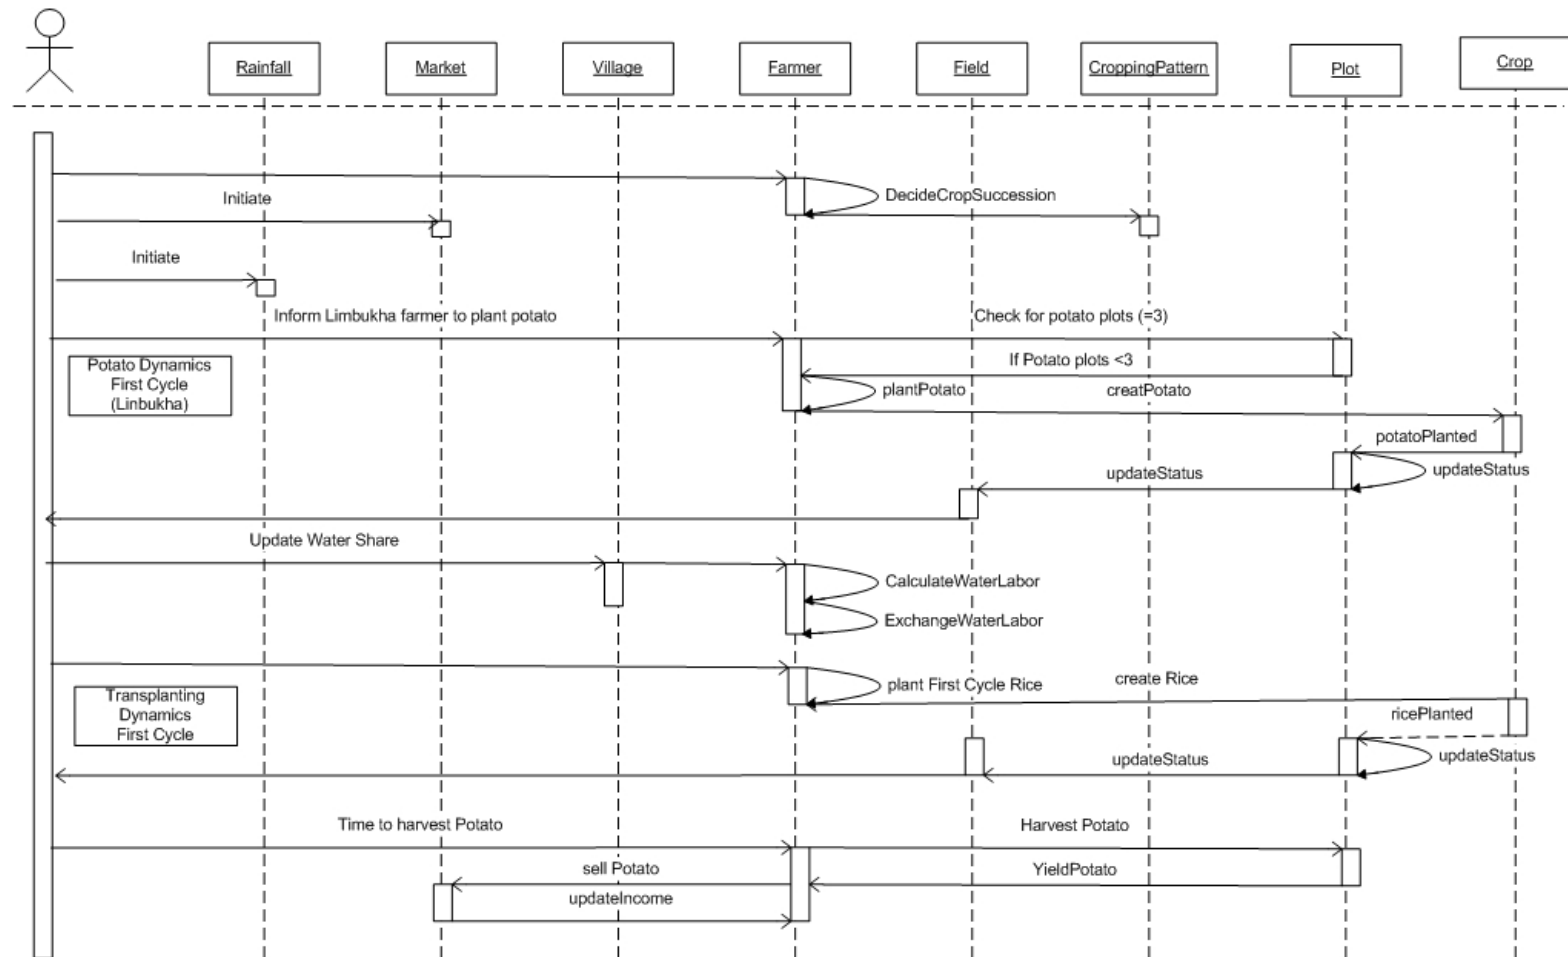 Rainfall
Market
Village
Farmer
Field
CroppingPattern
Plot
Crop
DecideCropSuccession
Initiate
Initiate
Inform Limbukha farmer to plant potato
Check for potato plots (=3)
Potato Dynamics
First Cycle
(Linbukha)
If Potato plots <3
plantPotato
creatPotato
potatoPlanted
updateStatus
updateStatus
Update Water Share
CalculateWaterLabor
ExchangeWaterLabor
Transplanting
Dynamics
First Cycle
plant First Cycle Rice
create Rice
ricePlanted
updateStatus
updateStatus
Time to harvest Potato
Harvest Potato
sell Potato
YieldPotato
updateIncome